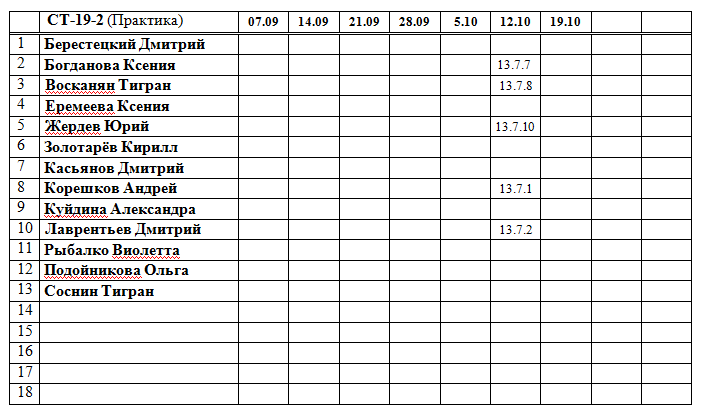 СТ-19-2 (Практика) 07.09 14.09 21.09 28.09 5.10 12.10 19.10
1 Берестецкий Дмитрий
2 Богданова Ксения 13.7.7
3 Восканян Тигран 13.7.8
4 Еремеева Ксения
5 Жердев Юрий 13.7.10
6 Золотарёв Кирилл
7 Касьянов Дмитрий
8 Корешков Андрей 13.7.1
9 Куйдина Александра
10 Лаврентьев Дмитрий 13.7.2
11 Рыбалко Виолетта
12 Подойникова Ольга
13 Соснин Тигран
14
15
16
17
18